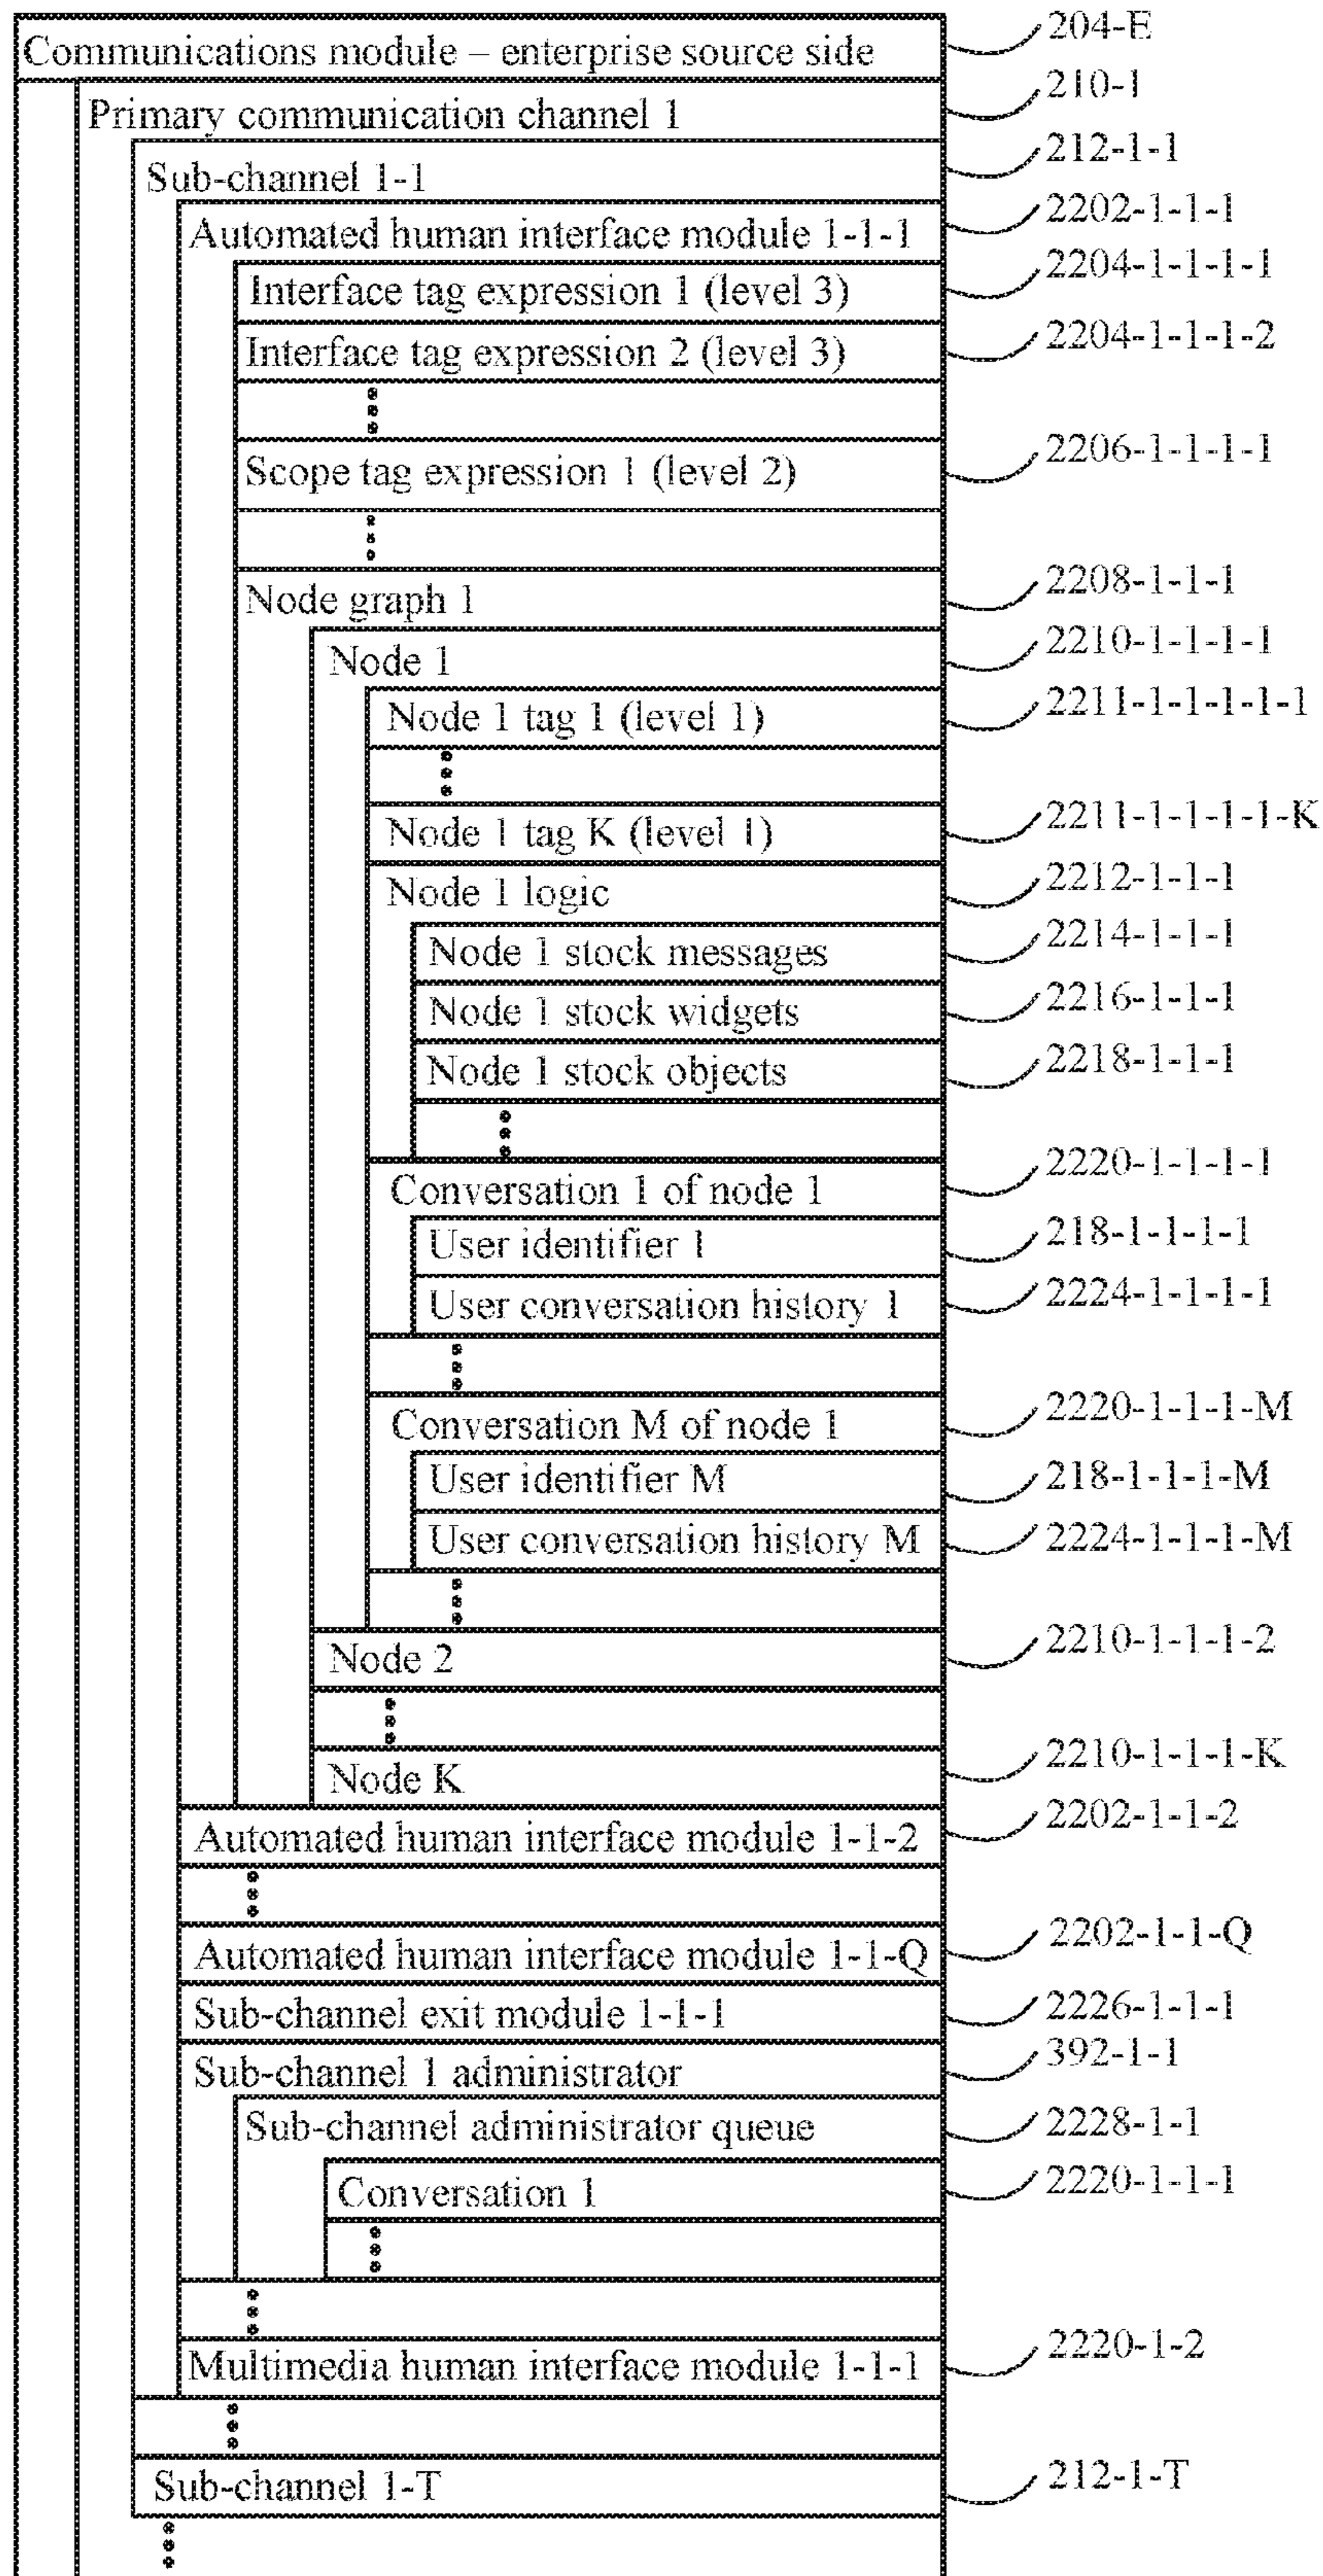 Communications module – enterprise source side 204-E
Primary communication channel 1 210-1
Sub-channel 1-1 212-1-1
Automated human interface module 1-1-1 2202-1-1-1
Interface tag expression 1 (level 3) 2204-1-1-1-1
Interface tag expression 2 (level 3) 2204-1-1-1-2
Scope tag expression 1 (level 2) 2206-1-1-1-1
Node graph 1 2208-1-1-1
Node 1 2210-1-1-1-1
Node 1 tag 1 (level 1) 2211-1-1-1-1-1
Node 1 tag K (level 1) 2211-1-1-1-1-K
Node 1 logic 2212-1-1-1
Node 1 stock messages 2214-1-1-1
Node 1 stock widgets 2216-1-1-1
Node 1 stock objects 2218-1-1-1
Conversation 1 of node 1 2220-1-1-1-1
User identifier 1 218-1-1-1-1
User conversation history 1 2224-1-1-1-1
Conversation M of node 1 2220-1-1-1-M
User identifier M 218-1-1-1-M
User conversation history M 2224-1-1-1-M
Node 2 2210-1-1-1-2
Node K 2210-1-1-1-K
Automated human interface module 1-1-2 2202-1-1-2
Automated human interface module 1-1-Q 2202-1-1-Q
Sub-channel exit module 1-1-1 2226-1-1-1
Sub-channel 1 administrator 392-1-1
Sub-channel administrator queue 2228-1-1
Conversation 1 2220-1-1-1
Multimedia human interface module 1-1-1 2220-1-2
Sub-channel 1-T 212-1-T